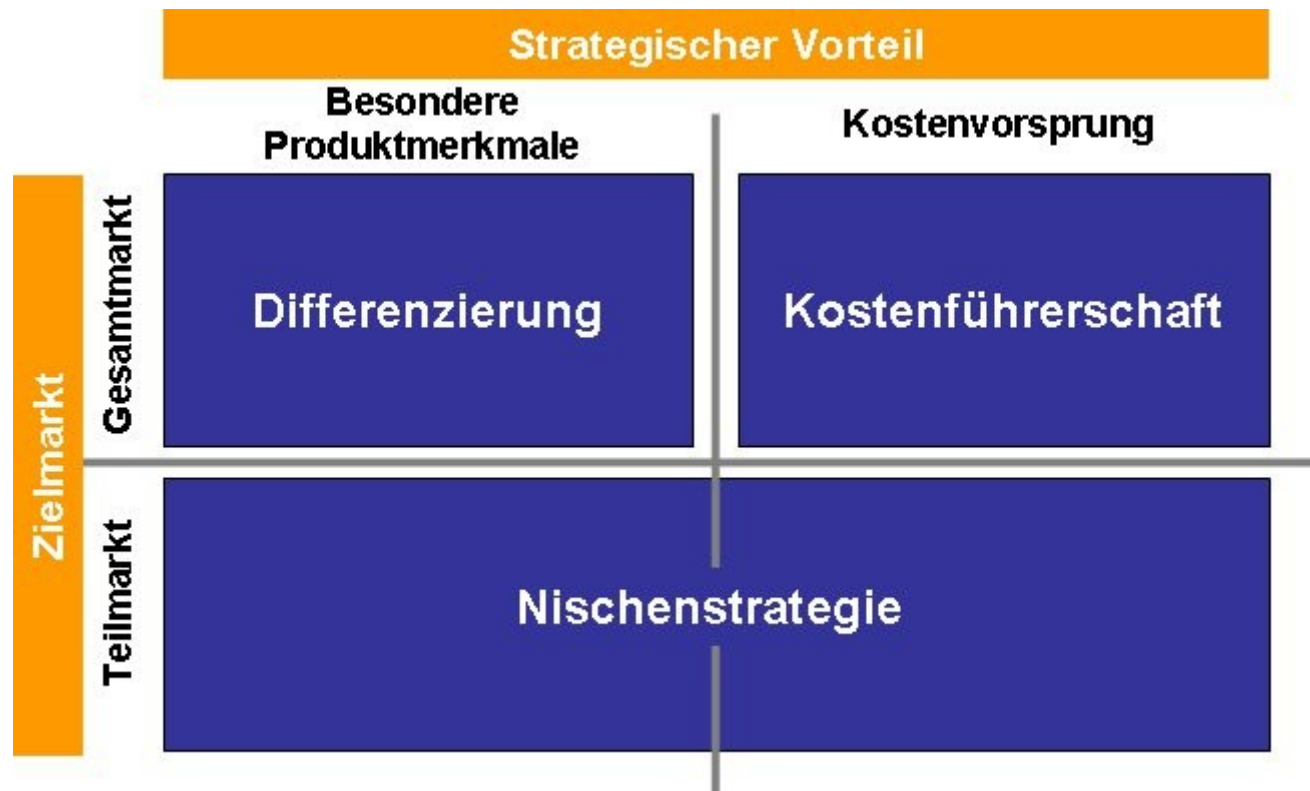 Strategischer Vorteil
Besondere
Produktmerkmale
Kostenvorsprung
Zielmarkt
Gesamtmarkt
Differenzierung
Kostenführerschaft
Teilmarkt
Nischenstrategie